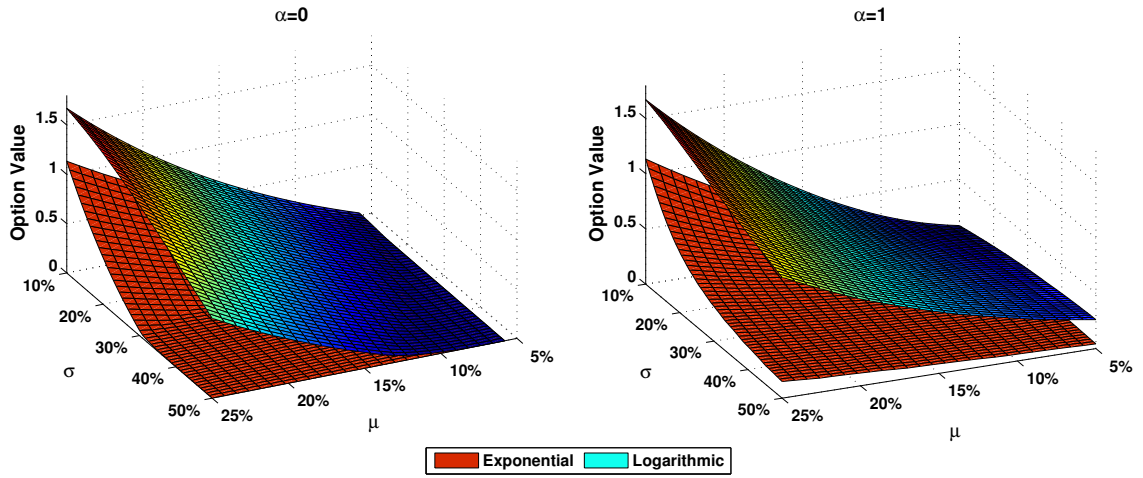 α=0
Option Value
1.5
1
0.5
0
10%
20%
30%
40%
50%
σ
25%
20%
15%
10%
5%
μ
α=1
Option Value
1.5
1
0.5
0
10%
20%
30%
40%
50%
σ
25%
20%
15%
10%
5%
μ
Exponential
Logarithmic